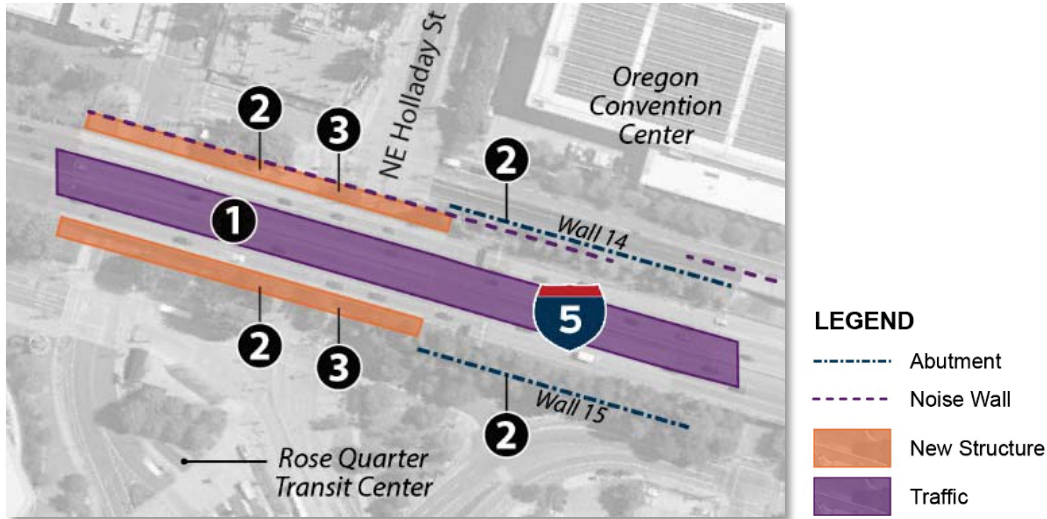 2
3
NE Holladay St
Oregon
Convention
Center
2
1
Wall 14
5
2
3
Wall 15
2
Rose Quarter
Transit Center
LEGEND
Abutment
Noise Wall
New Structure
Traffic